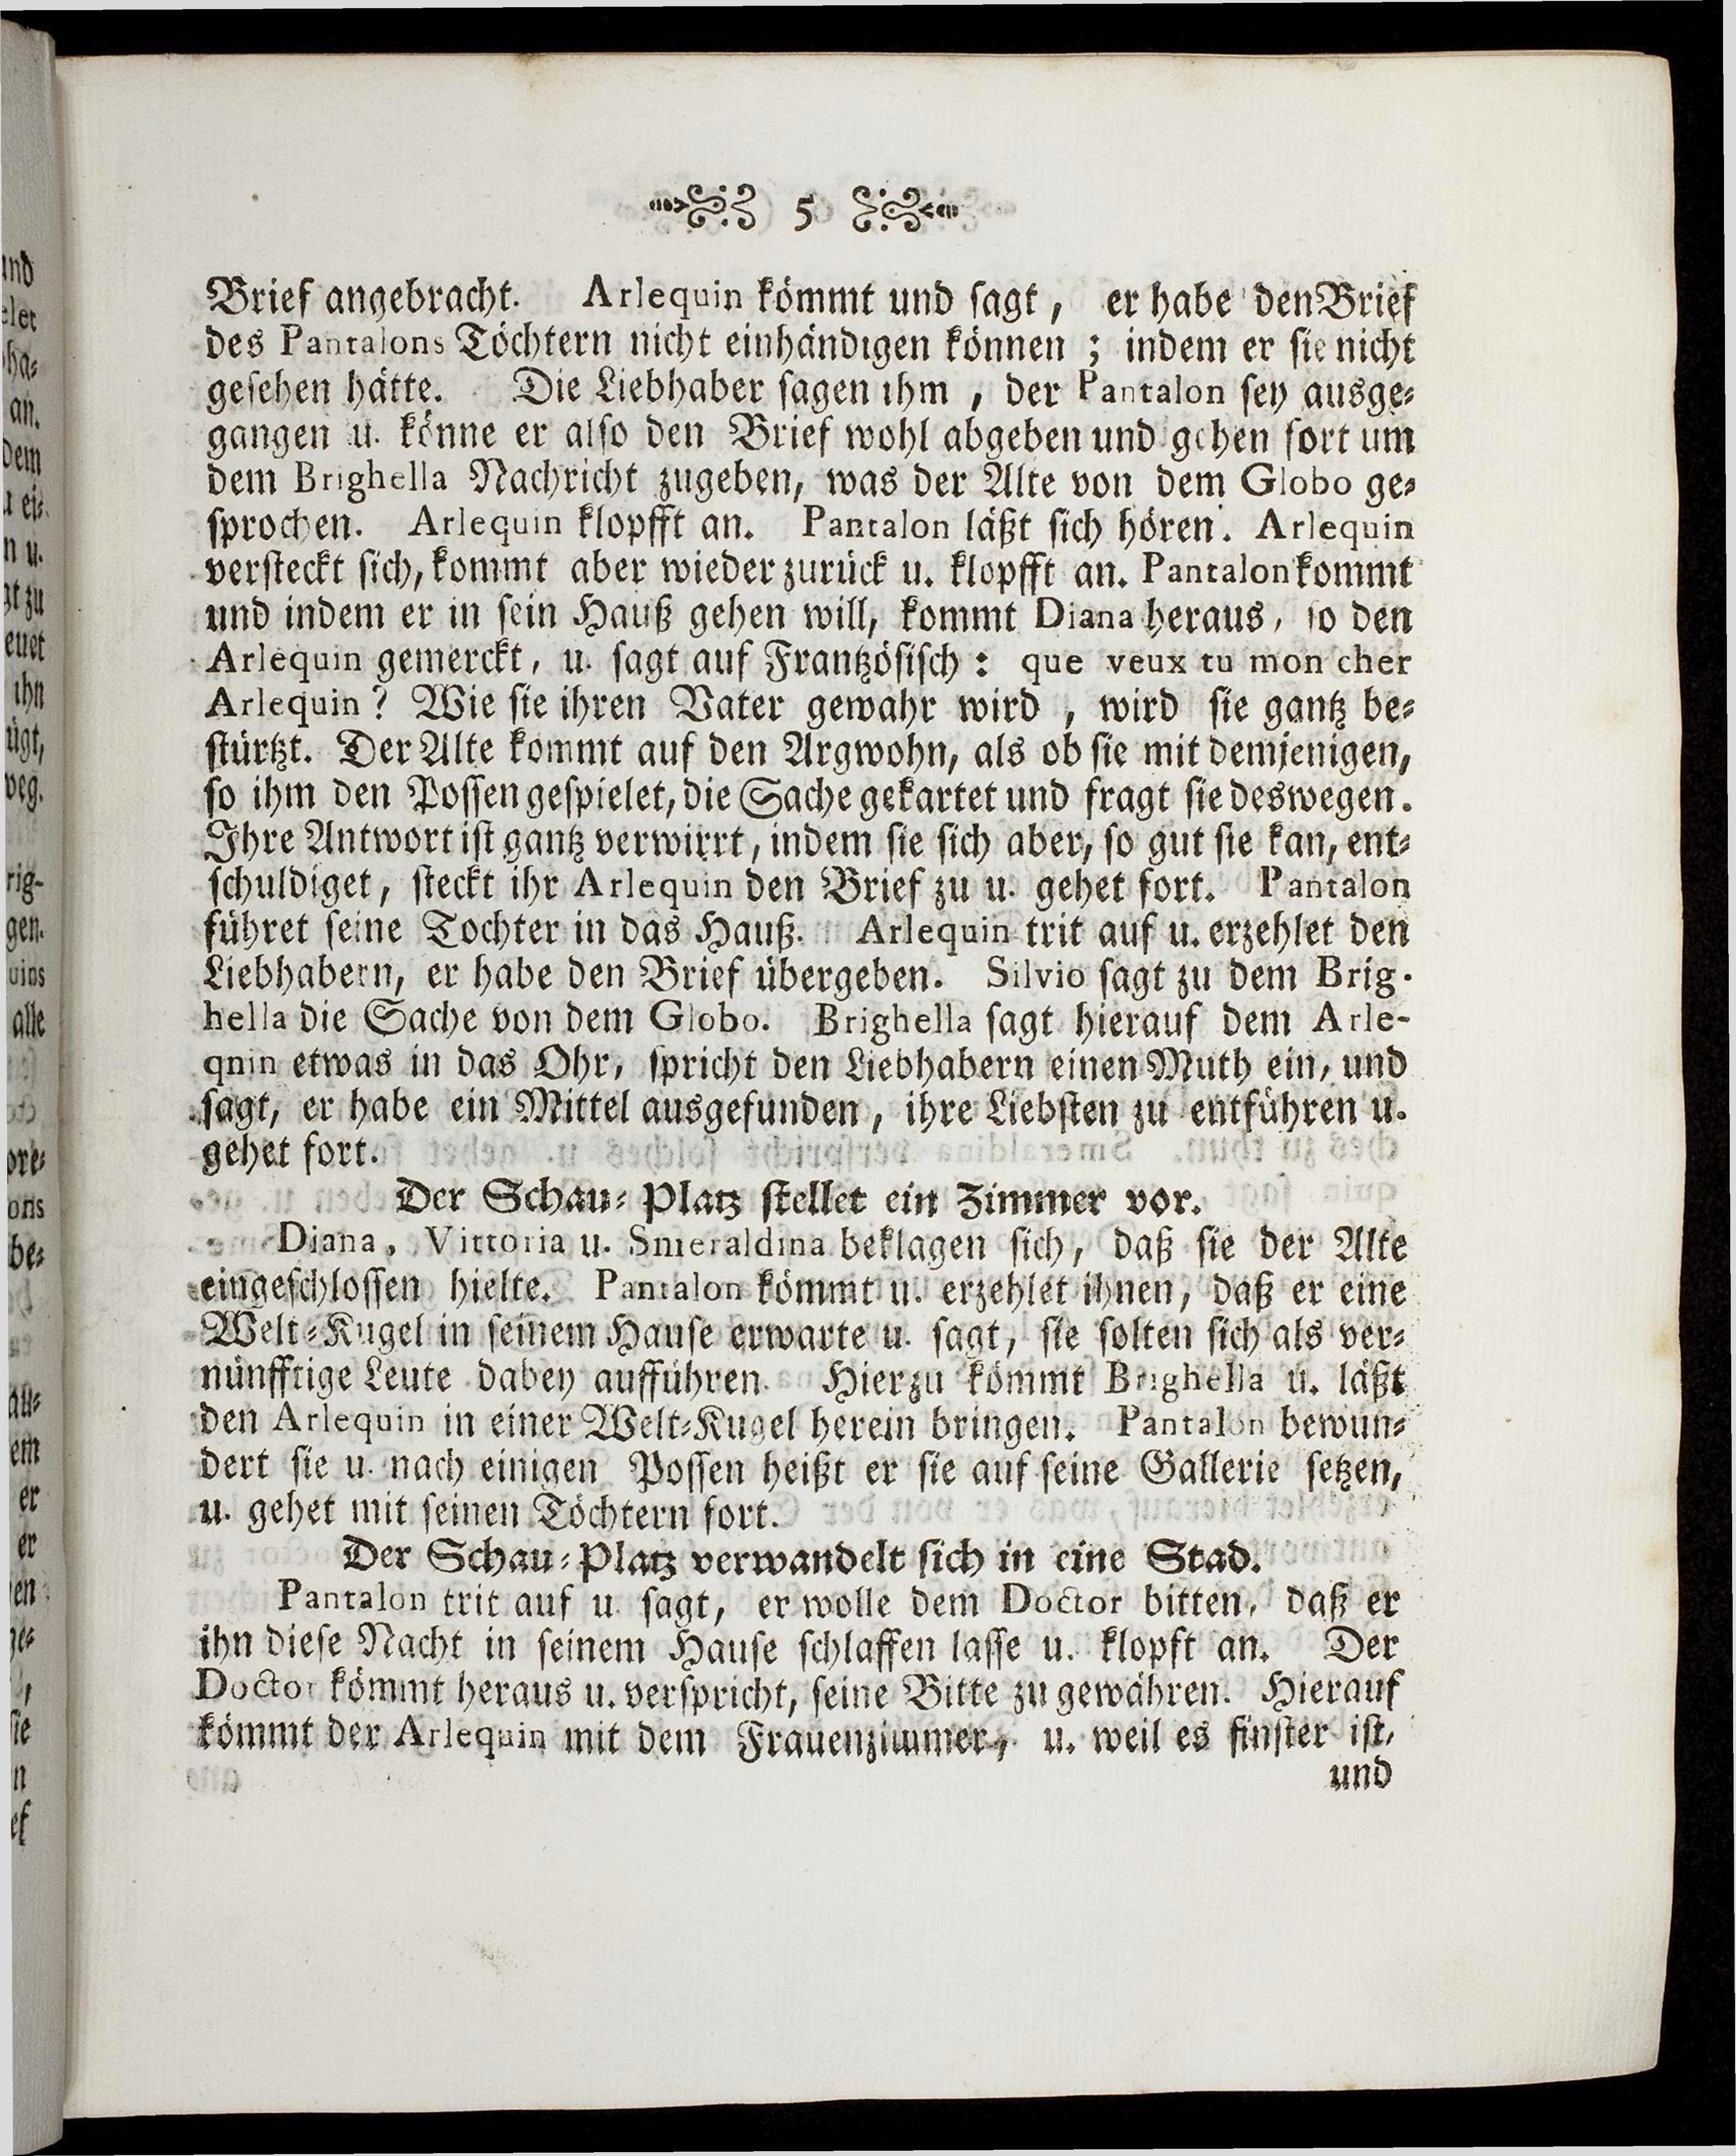 5
Brief angebracht. Arlequin kömmt und sagt, er habe den Brief
des Pantalons Töchtern nicht einhändigen können ; indem er sie nicht
gesehen hätte. Die Liebhaber sagen ihm , der Pantalon sey ausge-
gangen u. könne er also den Brief wohl abgeben und gehen fort um
dem Brighella Nachricht zugeben, was der Alte von dem Globo ge-
sprochen. Arlequin klopfft an. Pantalon läßt sich hören. Arlequin
versteckt sich, kommt aber wieder zurück u. klopfft an. Pantalon kommt
und indem er in sein Hauß gehen will, kommt Diana heraus, so den
Arlequin gemerckt, u. sagt auf Frantzösisch : que veux tu mon cher
Arlequin ? Wie sie ihren Vater gewahr wird , wird sie gantz be-
stürtzt. Der Alte kommt auf den Argwohn, als ob sie mit demjenigen,
so ihm den Possen gespielet, die Sache gekartet und fragt sie deswegen.
Ihre Antwort ist gantz verwirrt, indem sie sich aber, so gut sie kan, ent-
schuldiget, steckt ihr Arlequin den Brief zu u. gehet fort. Pantalon
führet seine Tochter in das Hauß. Arlequin trit auf u. erzehlet den
Liebhabern, er habe den Brief übergeben. Silvio sagt zu dem Brig-
hella die Sache von dem Globo. Brighella sagt hierauf dem Arle-
qnin etwas in das Ohr, spricht den Liebhabern einen Muth ein, und
sagt, er habe ein Mittel ausgefunden, ihre Liebsten zu entführen u.
gehet fort.
Der Schau-Platz stellet ein Zimmer vor.
Diana, Vittoria u. Smeraldina beklagen sich, daß sie der Alte
eingeschlossen hielte. Pantalon kömmt u. erzehlet ihnen, daß er eine
Welt-Kugel in seinem Hause erwarte u. sagt, sie solten sich als ver-
nünfftige Leute dabey aufführen. Hierzu kömmt Brighella u. läßt
den Arlequin in einer Welt-Kugel herein bringen. Pantalon bewun-
dert sie u. nach einigen Possen heißt er sie auf seine Gallerie setzen,
u. gehet mit seinen Töchtern fort.
Der Schau-Platz verwandelt sich in eine Stad.
Pantalon trit auf u. sagt, er wolle dem Doctor bitten, daß er
ihn diese Nacht in seinem Hause schlaffen lasse u. klopft an. Der
Doctor kömmt heraus u. verspricht, seine Bitte zu gewähren. Hierauf
kömmt der Arlequin mit dem Frauenzimmer, u. weil es finster ist,
und